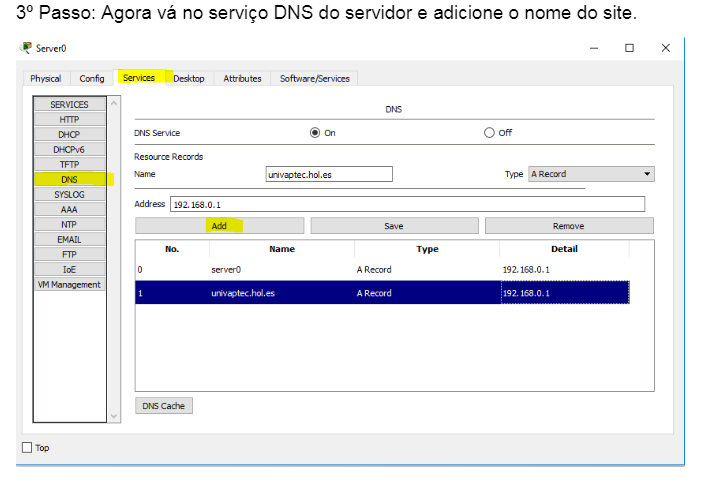 3º Passo: Agora vá no serviço DNS do servidor e adicione o nome do site.
Server0
Physical Config Services Desktop Attributes Software/Services
SERVICES
HTTP
DHCP
DHCPv6
TFTP
DNS
SYSLOG
AAA
NTP
EMAIL
FTP
IoE
VM Management
DNS
DNS Service On Off
Resource Records
Name univaptec.hol.es Type A Record
Address 192.168.0.1
Add Save Remove
No. Name Type Detail
0 server0 A Record 192.168.0.1
1 univaptec.hol.es A Record 192.168.0.1
DNS Cache
Top